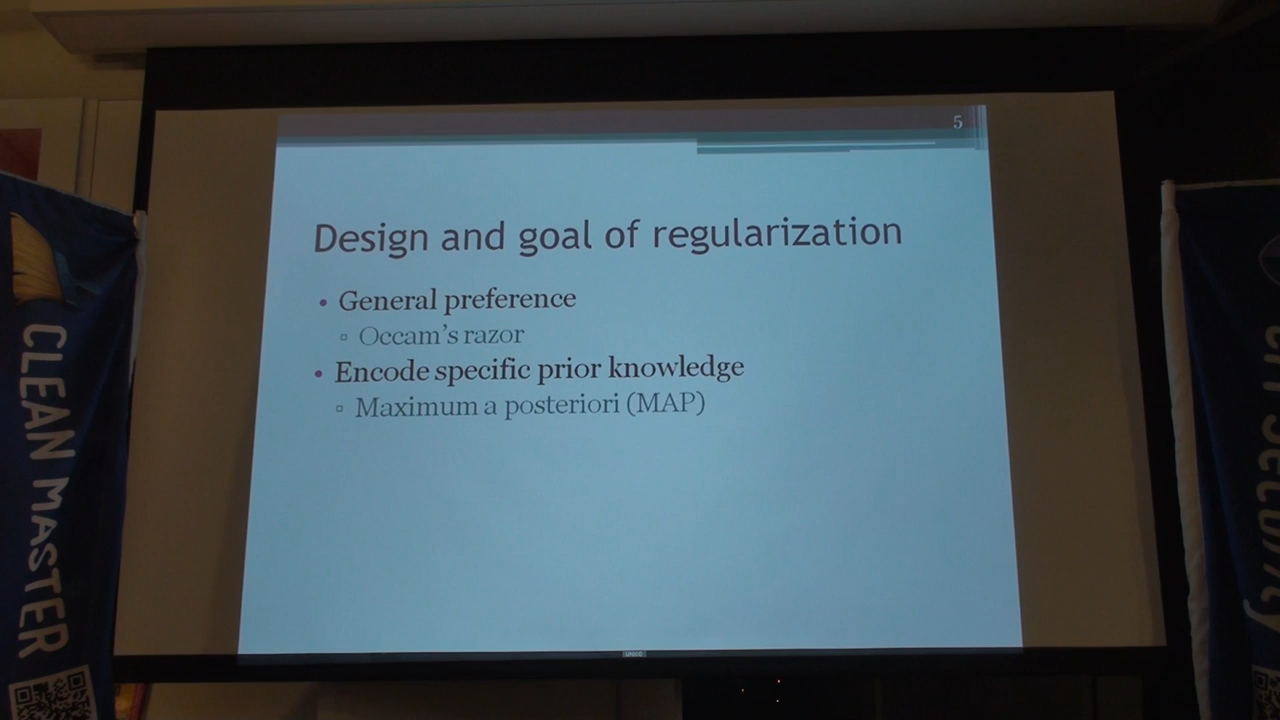 5
Design and goal of regularization
• General preference
▫ Occam's razor
• Encode specific prior knowledge
▫ Maximum a posteriori (MAP)
CLEAN MASTER
Security